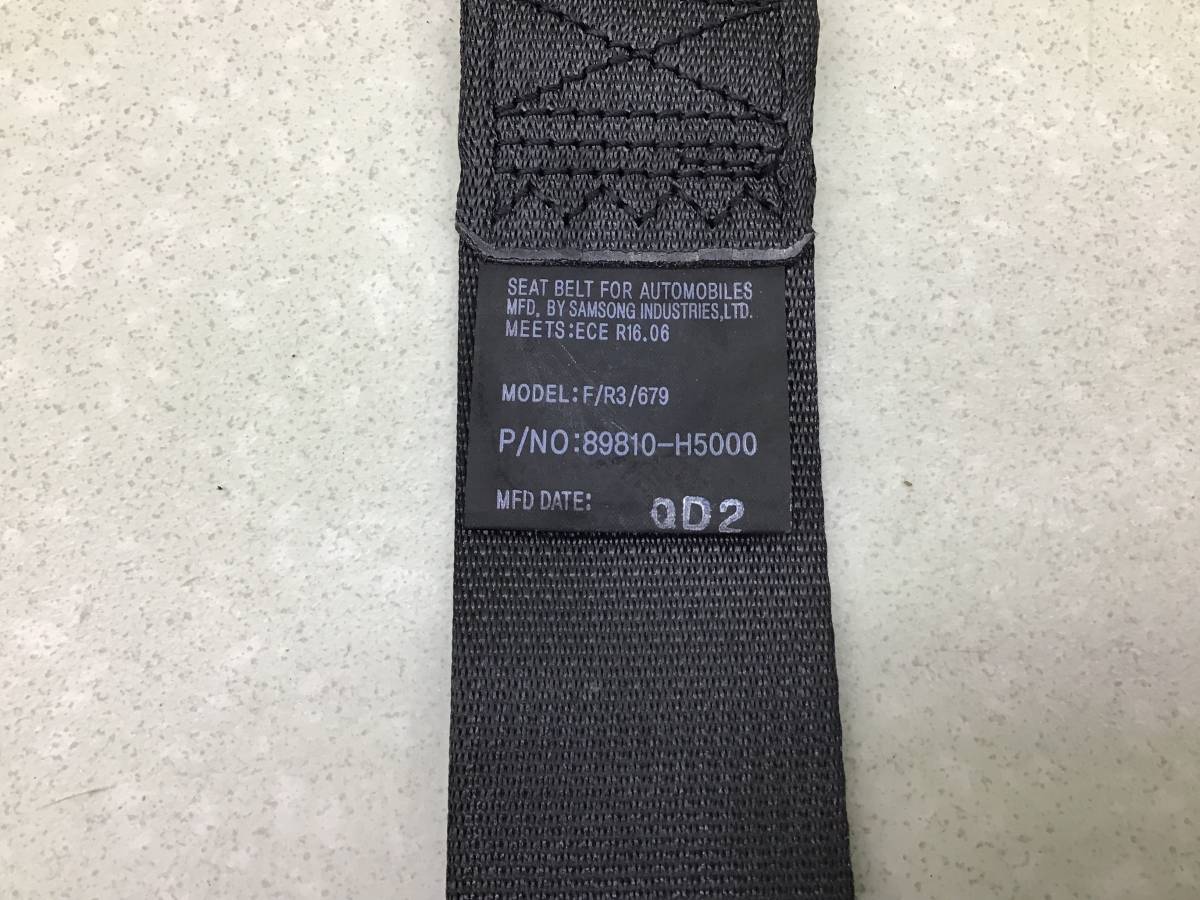 SEAT BELT FOR AUTOMOBILES
MFD. BY SAMSONG INDUSTRIES,LTD.
MEETS:ECE R16.06
MODEL:F/R3/679
P/NO:89810-H5000
MFD DATE: QD2